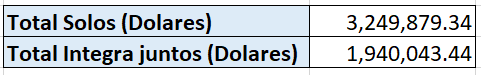 Total Solos (Dolares) 3,249,879.34
Total Integra juntos (Dolares) 1,940,043.44